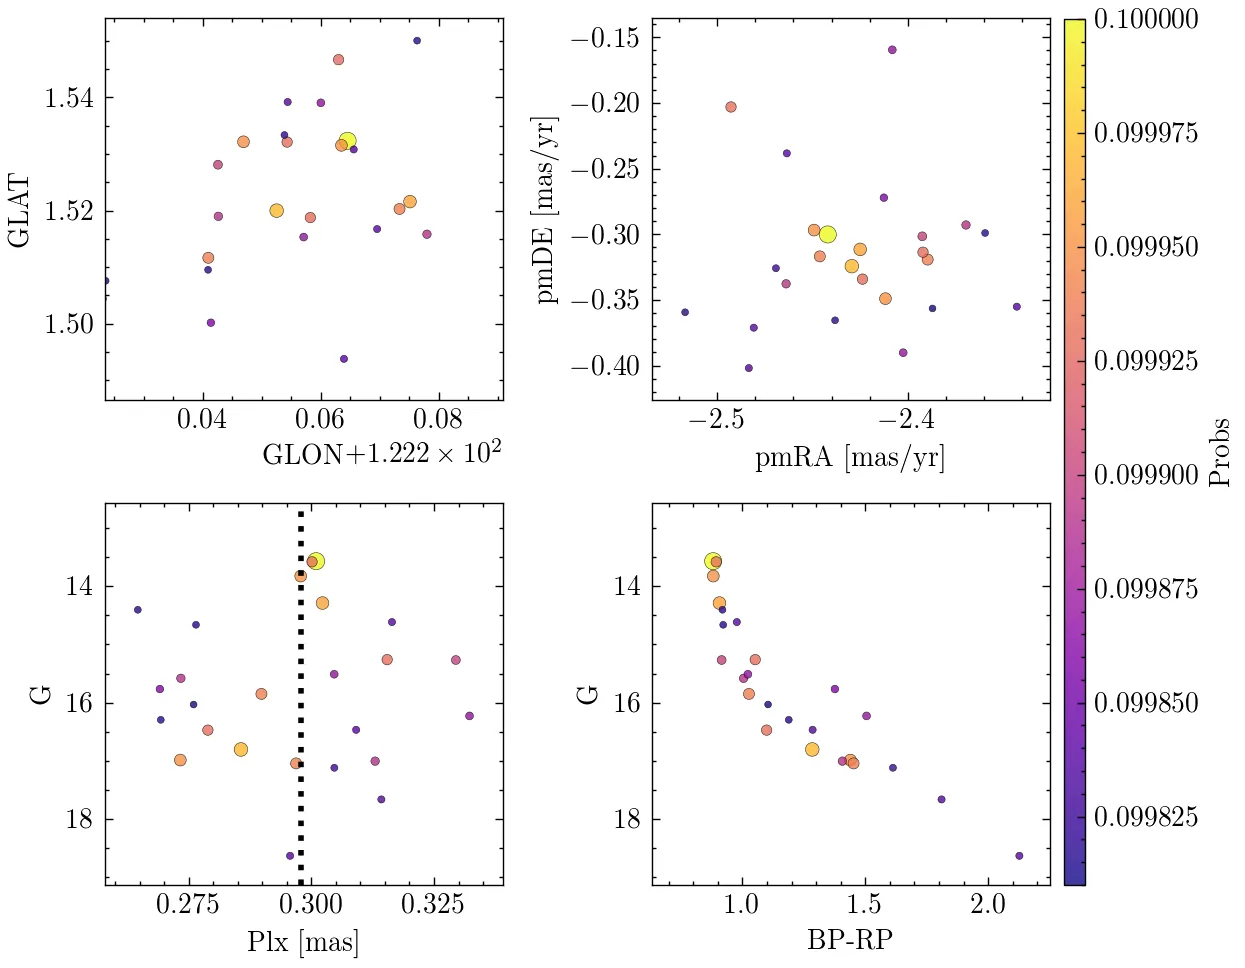 1.54
1.52
1.50
GLAT
0.04 0.06 0.08
GLON+1.222 × 10²
−0.15
−0.20
−0.25
−0.30
−0.35
−0.40
pmDE [mas/yr]
−2.5 −2.4
pmRA [mas/yr]
14
16
18
G
0.275 0.300 0.325
Plx [mas]
14
16
18
G
1.0 1.5 2.0
BP-RP
0.100000
0.099975
0.099950
0.099925
0.099900
0.099875
0.099850
0.099825
Probs